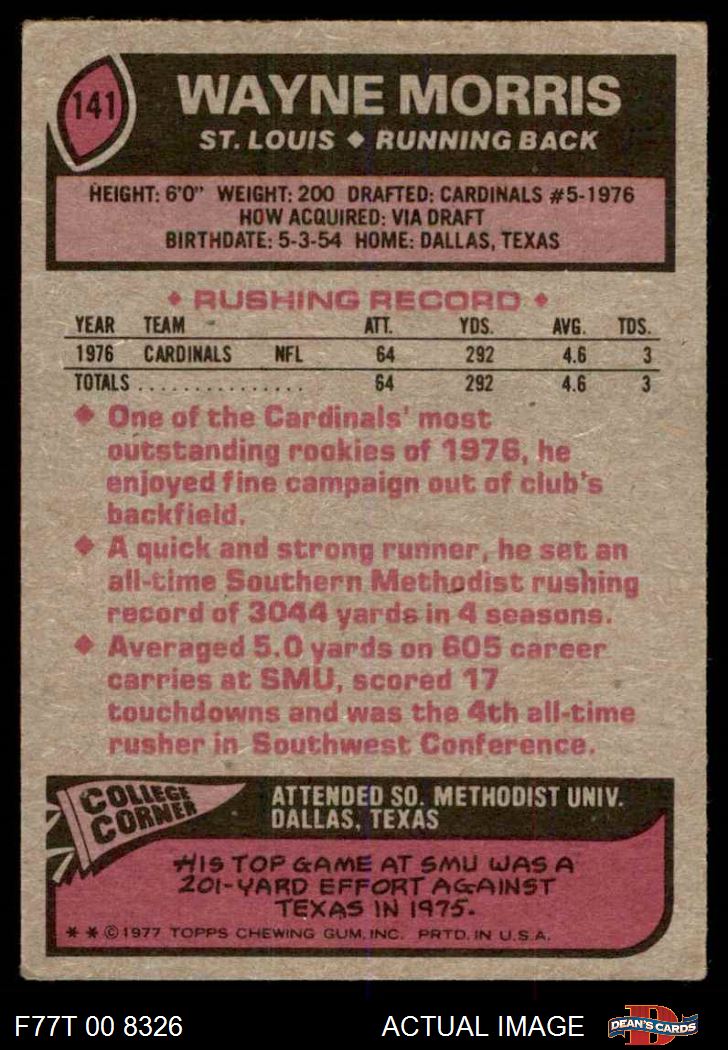 141
WAYNE MORRIS
ST. LOUIS ◆ RUNNING BACK
HEIGHT: 6'0" WEIGHT: 200 DRAFTED: CARDINALS #5-1976
HOW ACQUIRED: VIA DRAFT
BIRTHDATE: 5-3-54 HOME: DALLAS, TEXAS
◆ RUSHING RECORD ◆
YEAR TEAM ATT. YDS. AVG. TDS.
1976 CARDINALS NFL 64 292 4.6 3
TOTALS . . . . . . . . . . . . . . . 64 292 4.6 3
◆ One of the Cardinals' most
outstanding rookies of 1976, he
enjoyed fine campaign out of club's
backfield.
◆ A quick and strong runner, he set an
all-time Southern Methodist rushing
record of 3044 yards in 4 seasons.
◆ Averaged 5.0 yards on 605 career
carries at SMU, scored 17
touchdowns and was the 4th all-time
rusher in Southwest Conference.
COLLEGE
CORNER
ATTENDED SO. METHODIST UNIV.
DALLAS, TEXAS
HIS TOP GAME AT SMU WAS A
201-YARD EFFORT AGAINST
TEXAS IN 1975.
* * © 1977 TOPPS CHEWING GUM, INC. PRTD. IN U.S.A.
F77T 00 8326
ACTUAL IMAGE
D
DEAN'S CARDS